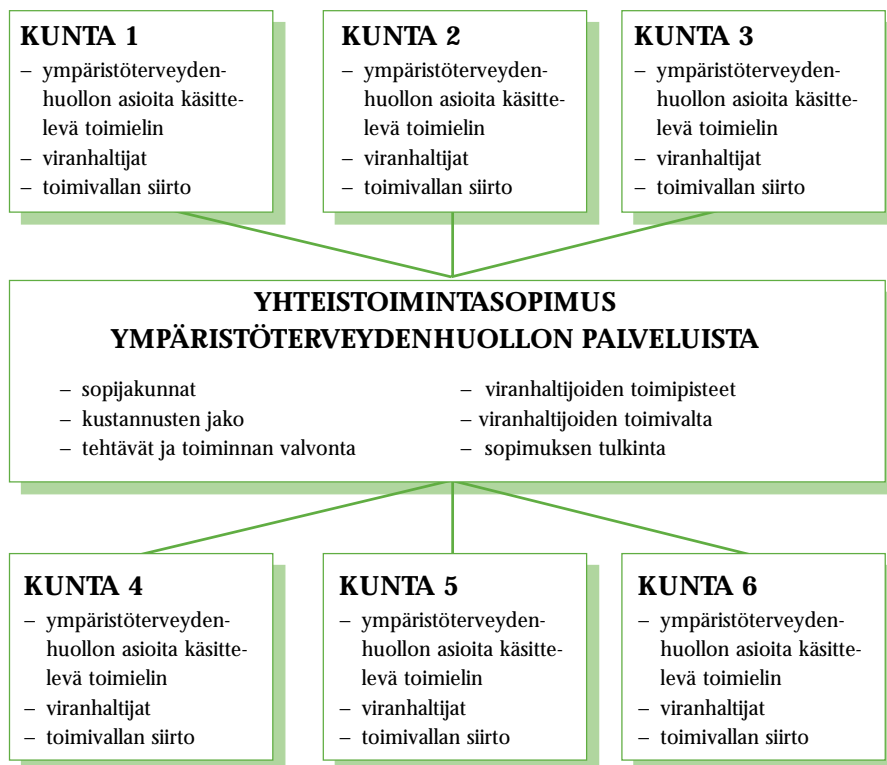 KUNTA 1
– ympäristöterveyden-
huollon asioita käsitte-
levä toimielin
– viranhaltijat
– toimivallan siirto
KUNTA 2
– ympäristöterveyden-
huollon asioita käsitte-
levä toimielin
– viranhaltijat
– toimivallan siirto
KUNTA 3
– ympäristöterveyden-
huollon asioita käsitte-
levä toimielin
– viranhaltijat
– toimivallan siirto
YHTEISTOIMINTASOPIMUS
YMPÄRISTÖTERVEYDENHUOLLON PALVELUISTA
– sopijakunnat
– kustannusten jako
– tehtävät ja toiminnan valvonta
– viranhaltijoiden toimipisteet
– viranhaltijoiden toimivalta
– sopimuksen tulkinta
KUNTA 4
– ympäristöterveyden-
huollon asioita käsitte-
levä toimielin
– viranhaltijat
– toimivallan siirto
KUNTA 5
– ympäristöterveyden-
huollon asioita käsitte-
levä toimielin
– viranhaltijat
– toimivallan siirto
KUNTA 6
– ympäristöterveyden-
huollon asioita käsitte-
levä toimielin
– viranhaltijat
– toimivallan siirto